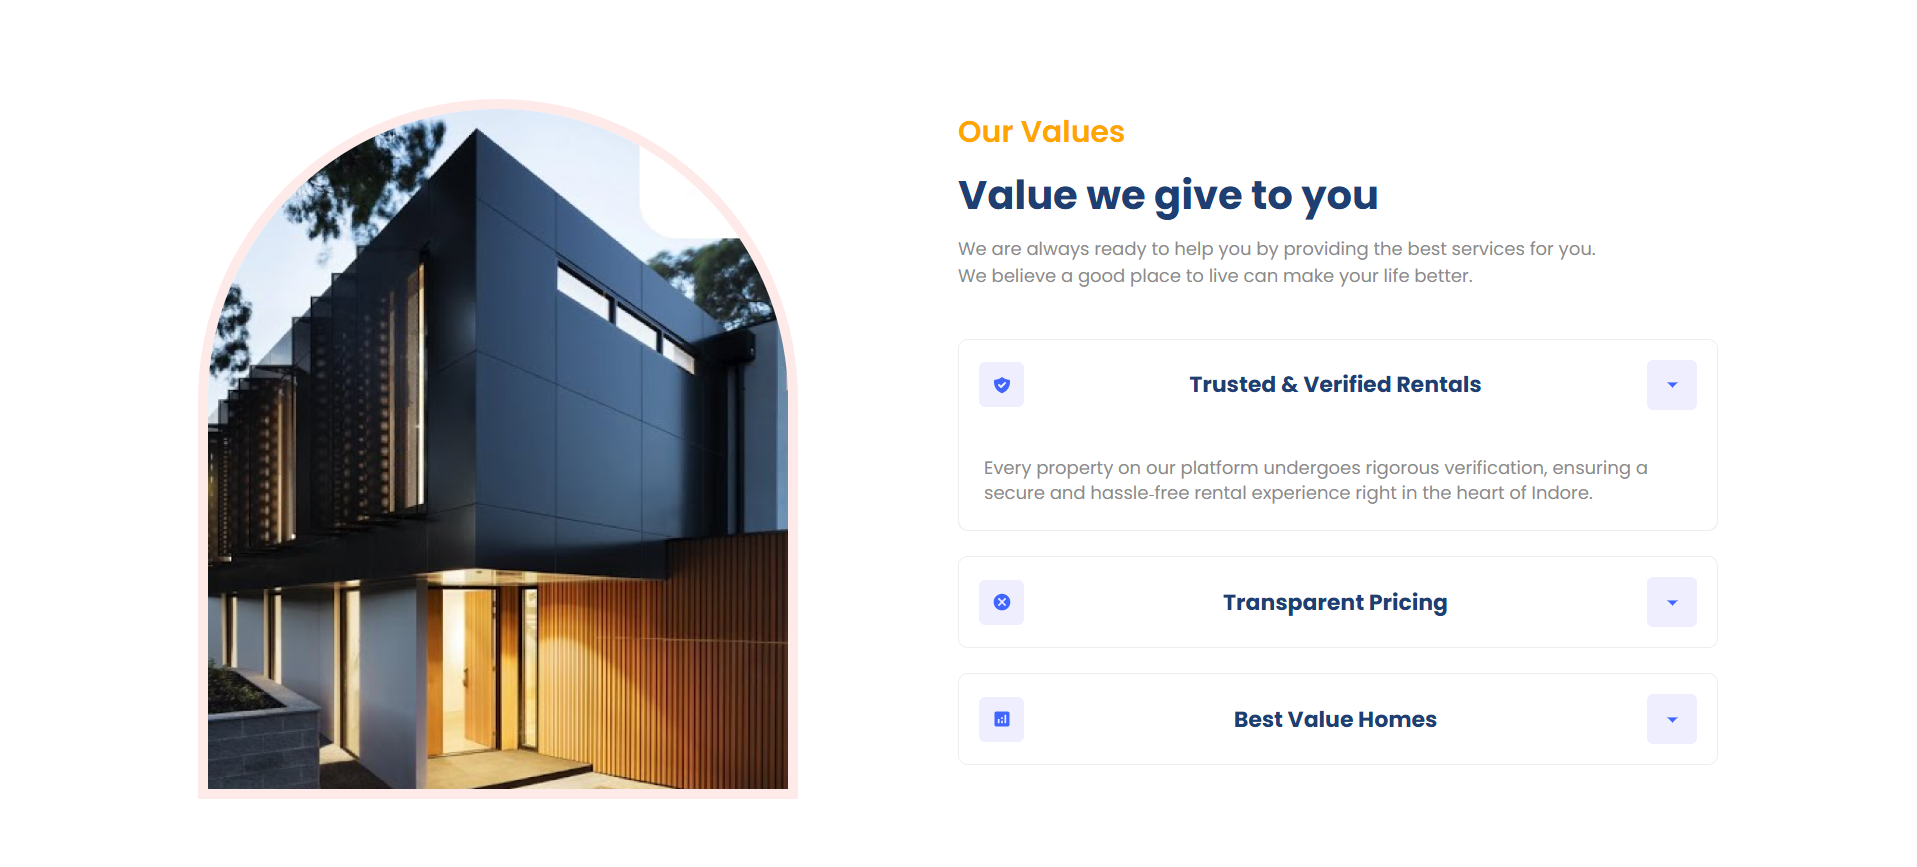 Our Values
Value we give to you
We are always ready to help you by providing the best services for you.
We believe a good place to live can make your life better.
Trusted & Verified Rentals
Every property on our platform undergoes rigorous verification, ensuring a
secure and hassle-free rental experience right in the heart of Indore.
Transparent Pricing
Best Value Homes